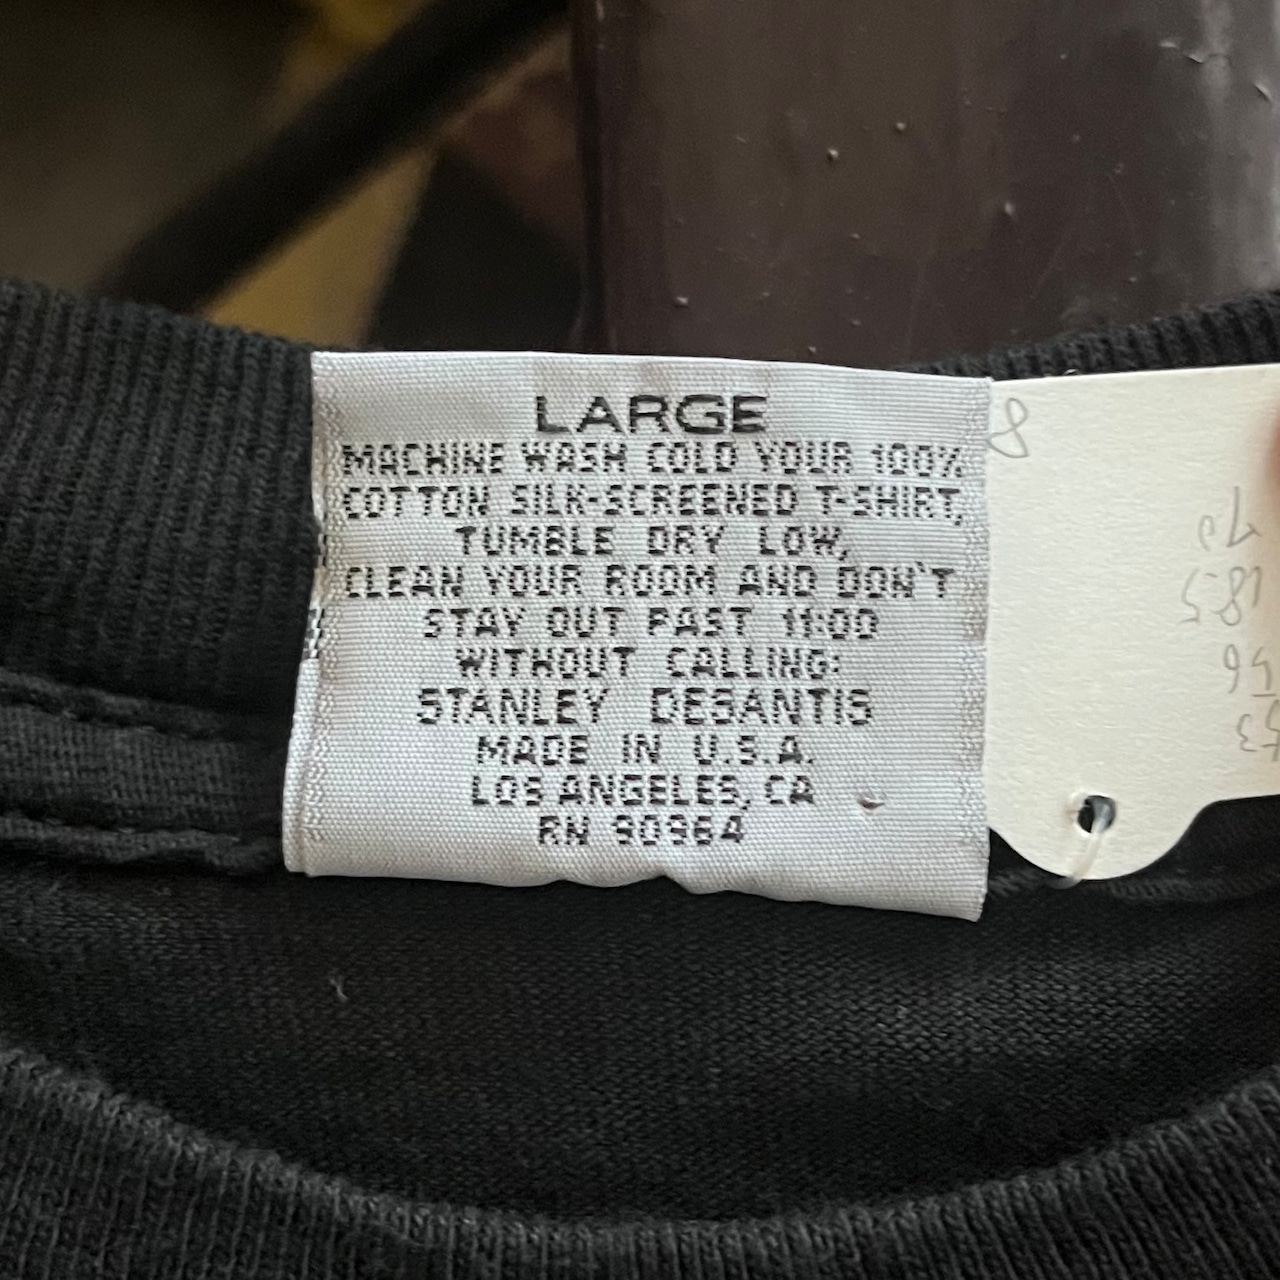 LARGE
MACHINE WASH COLD YOUR 100%
COTTON SILK-SCREENED T-SHIRT,
TUMBLE DRY LOW,
CLEAN YOUR ROOM AND DON'T
STAY OUT PAST 11:00
WITHOUT CALLING:
STANLEY DESANTIS
MADE IN U.S.A.
LOS ANGELES, CA
RN 90964
8